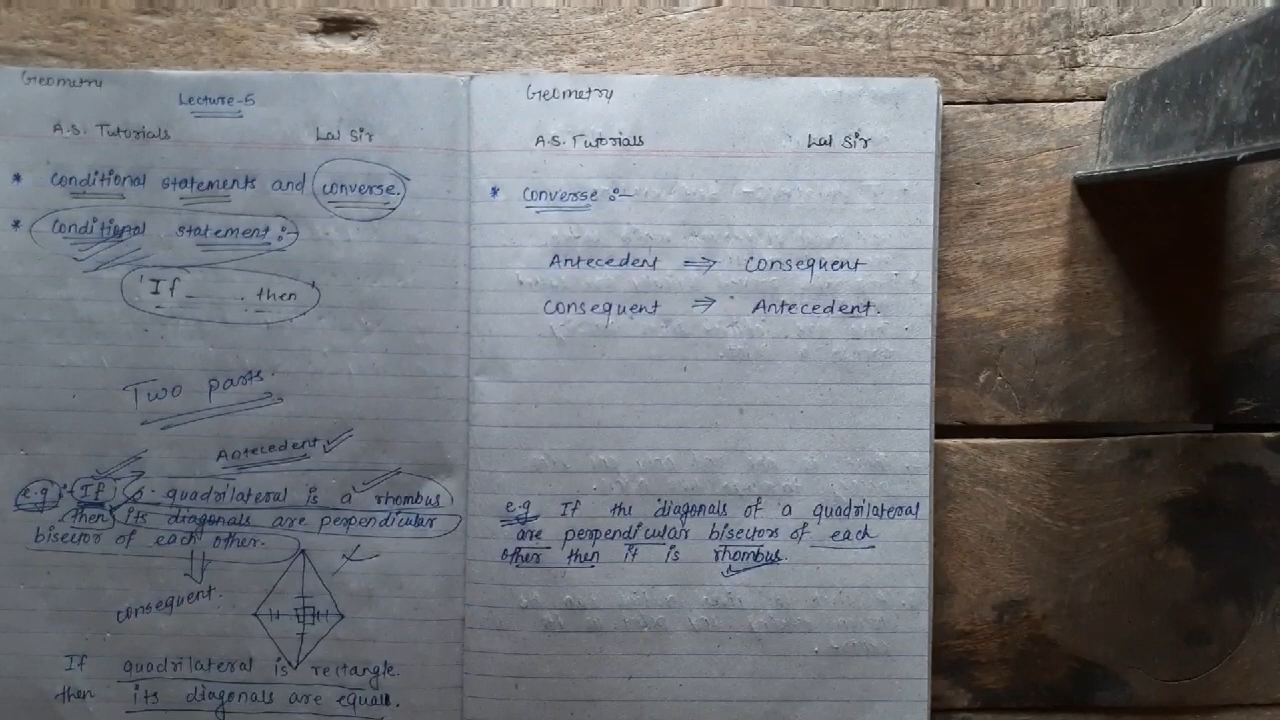 Geometry
Lecture-5
A.S. Tutorials Lal Sir
* Conditional statements and converse.
* Conditional statement :-
'If _ . then'
Two parts.
Antecedent
e.g :- If a quadrilateral is a rhombus
then its diagonals are perpendicular
bisector of each other.
consequent.
If quadrilateral is rectangle.
then its diagonals are equal.
Geometry
A.S. Tutorials Lal Sir
* Converse :-
Antecedent ⇒ Consequent
Consequent ⇒ Antecedent.
e.g If the diagonals of a quadrilateral
are perpendicular bisectors of each
other then it is rhombus.